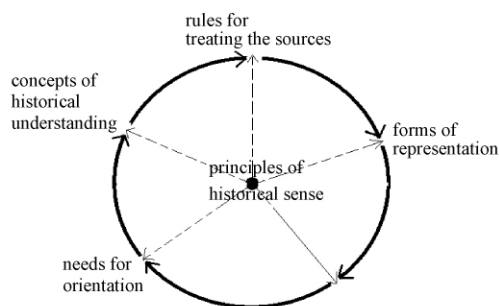 rules for
treating the sources
concepts of
historical
understanding
forms of
representation
principles of
historical sense
needs for
orientation